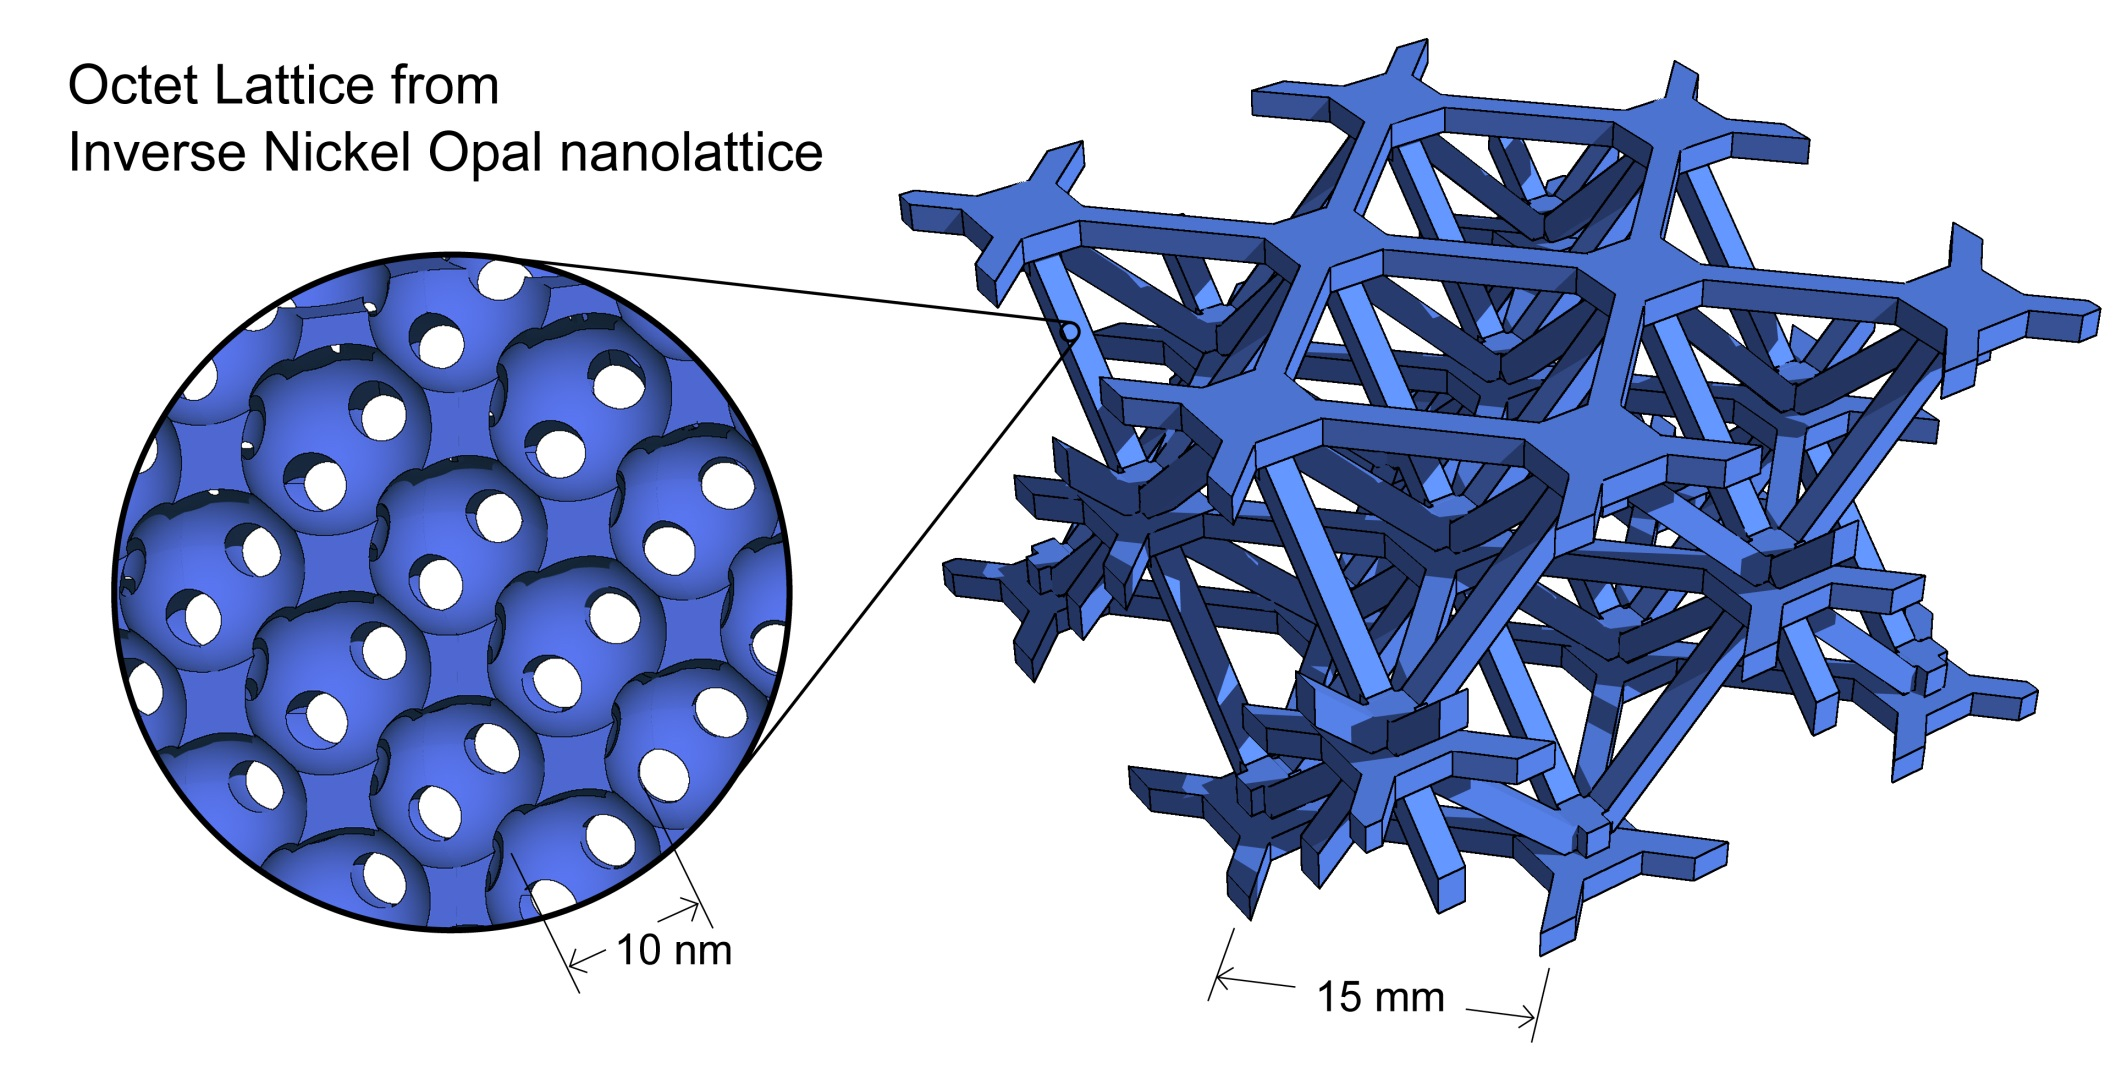 Octet Lattice from
Inverse Nickel Opal nanolattice
10 nm
15 mm